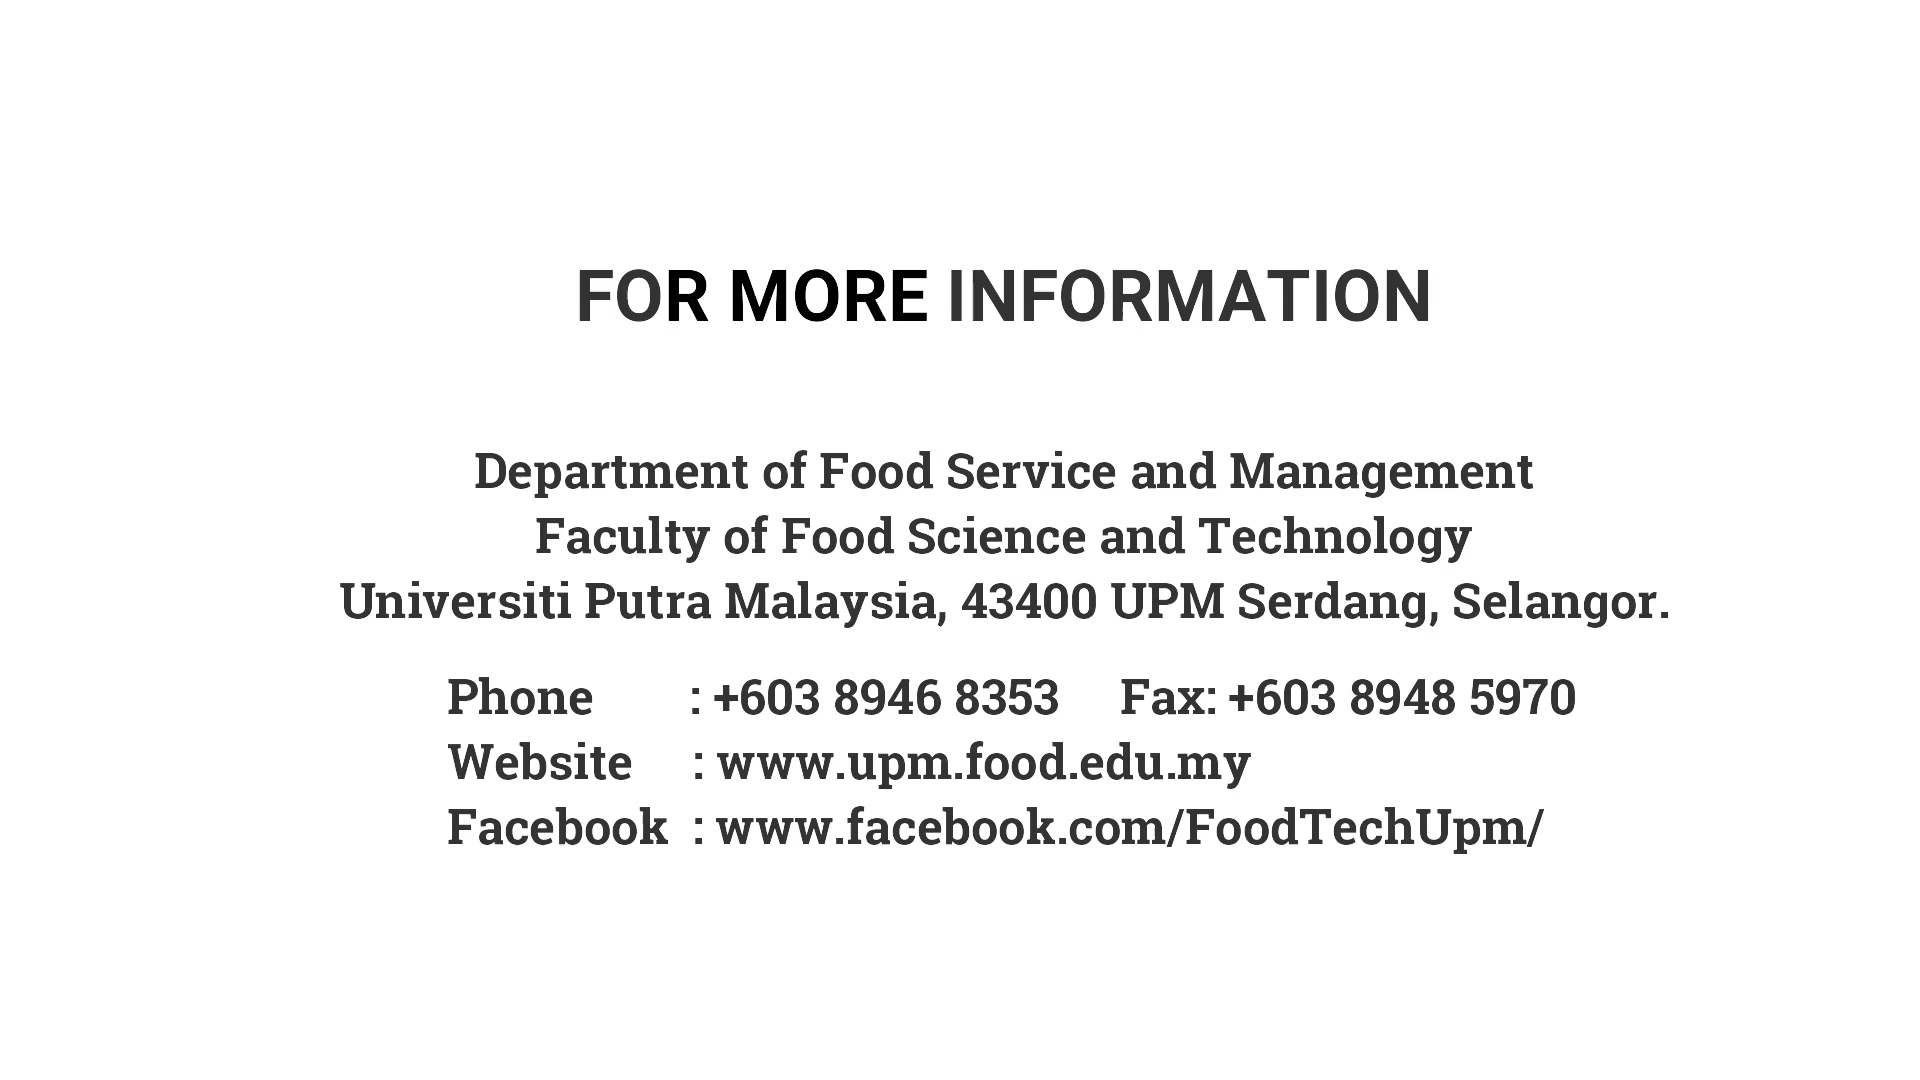 FOR MORE INFORMATION
Department of Food Service and Management
Faculty of Food Science and Technology
Universiti Putra Malaysia, 43400 UPM Serdang, Selangor.
Phone : +603 8946 8353 Fax: +603 8948 5970
Website : www.upm.food.edu.my
Facebook : www.facebook.com/FoodTechUpm/